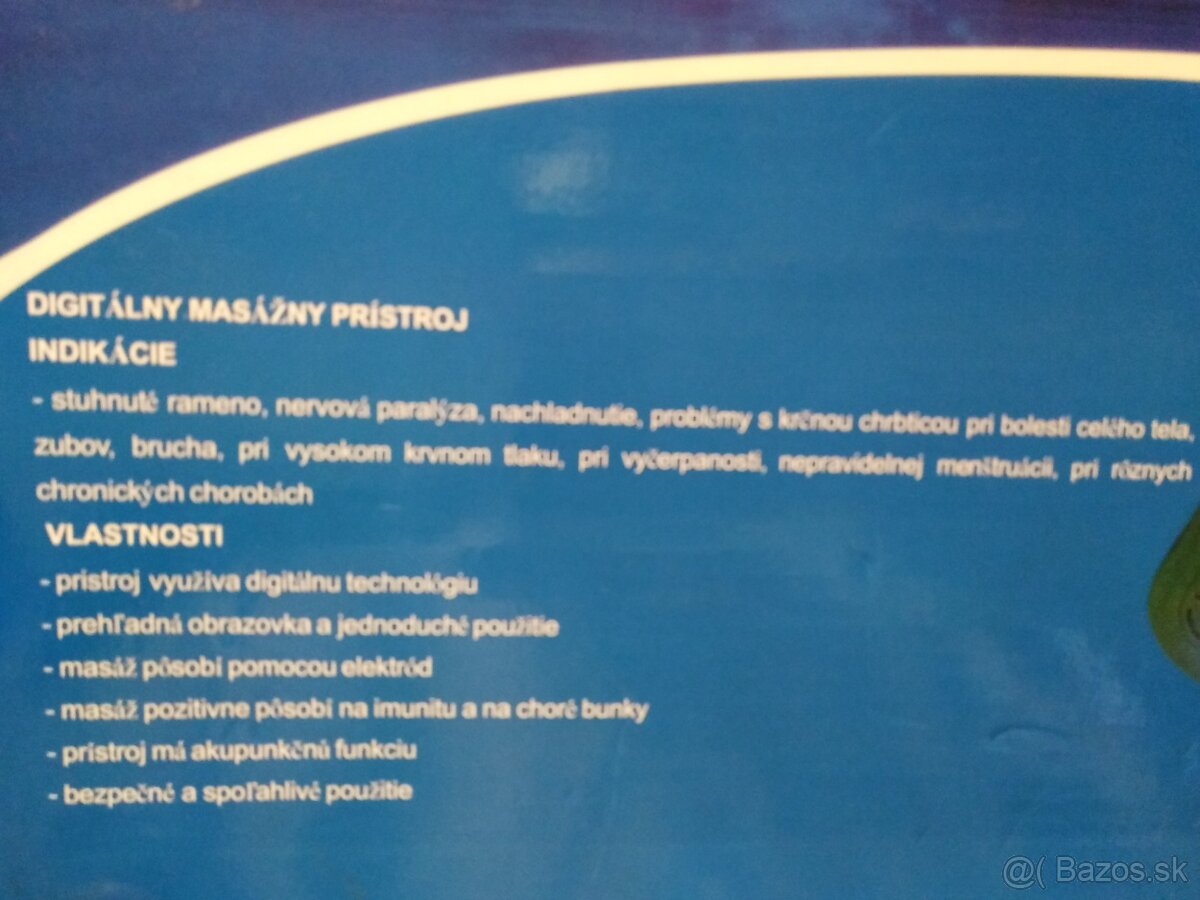 DIGITÁLNY MASÁŽNY PRÍSTROJ
INDIKÁCIE
- stuhnuté rameno, nervová paralýza, nachladnutie, problémy s krčnou chrbticou pri bolesti celého tela,
zubov, brucha, pri vysokom krvnom tlaku, pri vyčerpanosti, nepravidelnej menštruácii, pri rôznych
chronických chorobách
VLASTNOSTI
- prístroj využíva digitálnu technológiu
- prehľadná obrazovka a jednoduché použitie
- masáž pôsobí pomocou elektród
- masáž pozitívne pôsobí na imunitu a na choré bunky
- prístroj má akupunkčnú funkciu
- bezpečné a spoľahlivé použitie
@( Bazos.sk